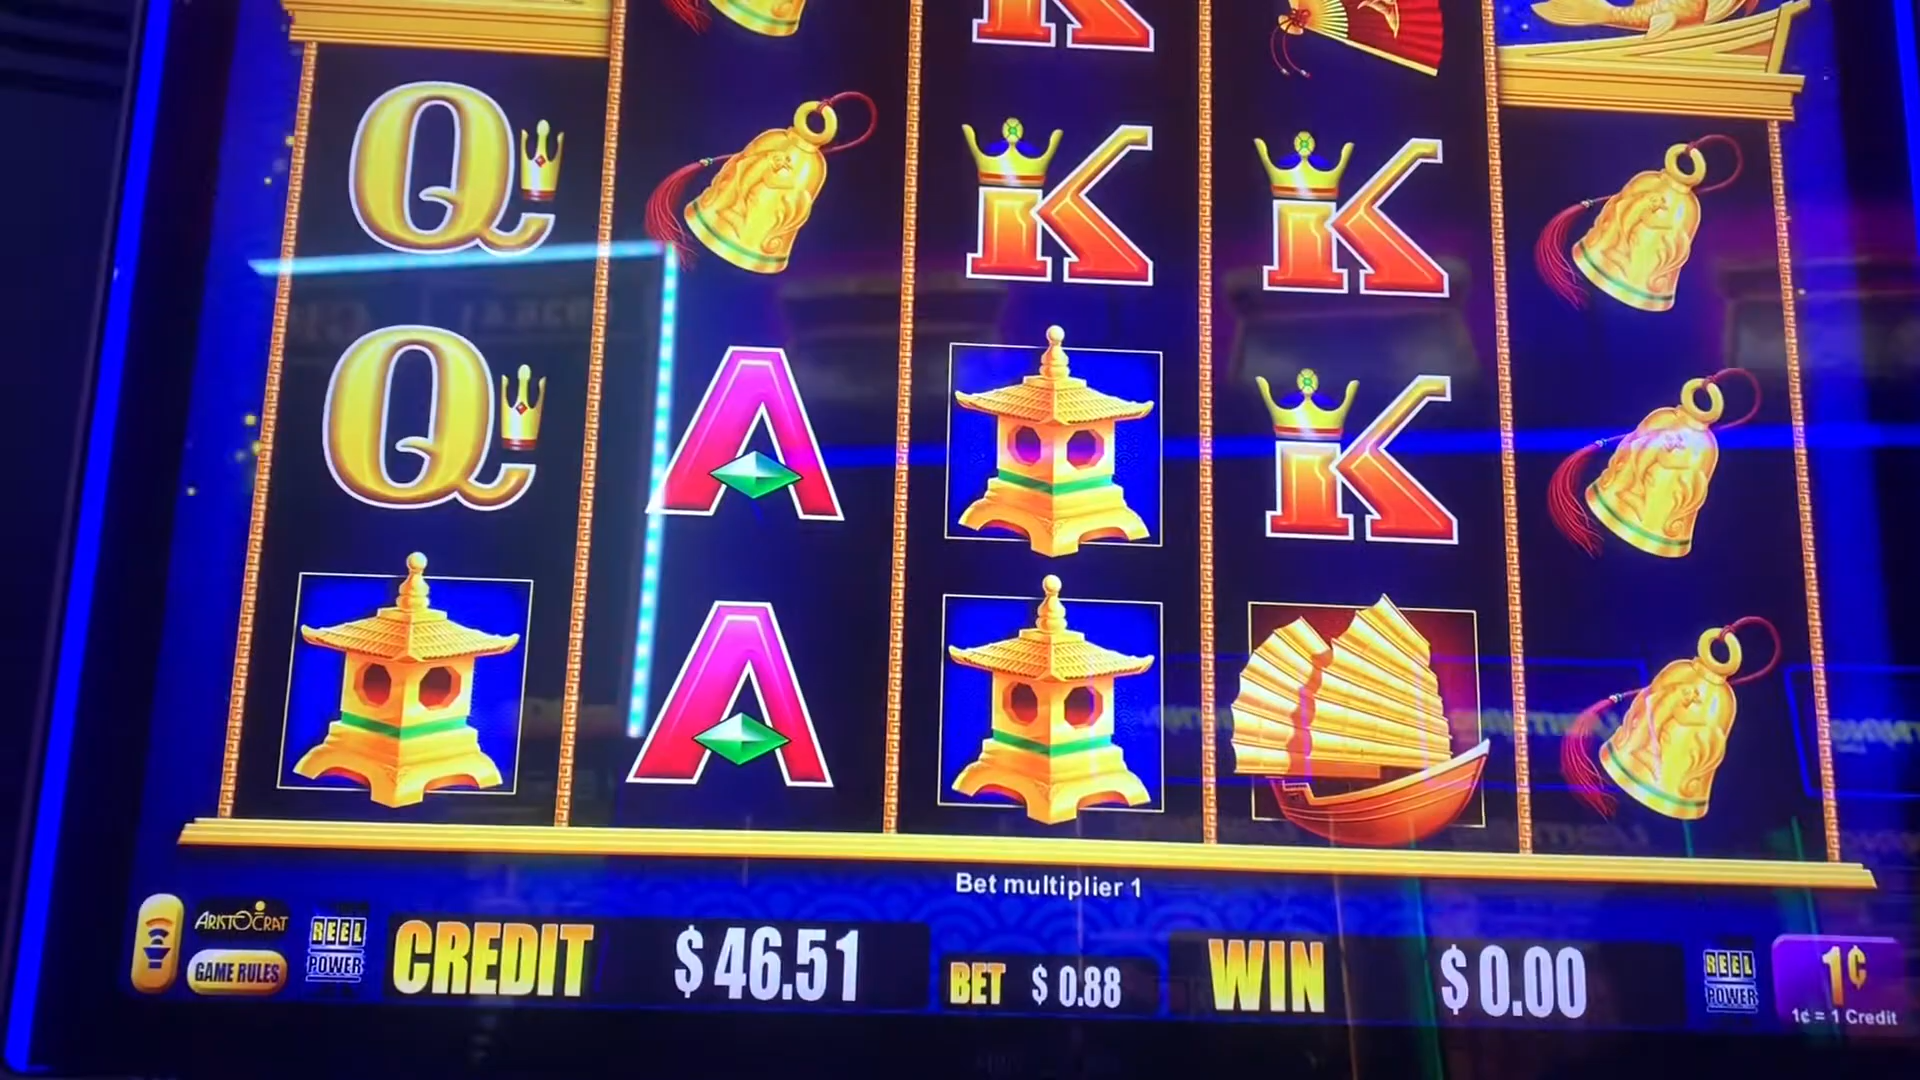 K
Q K K
Q A K
A
Bet multiplier 1
ARISTOCRAT
GAME RULES
REEL POWER
CREDIT $46.51
BET $0.88
WIN $0.00
REEL POWER
1¢
1¢ = 1 Credit